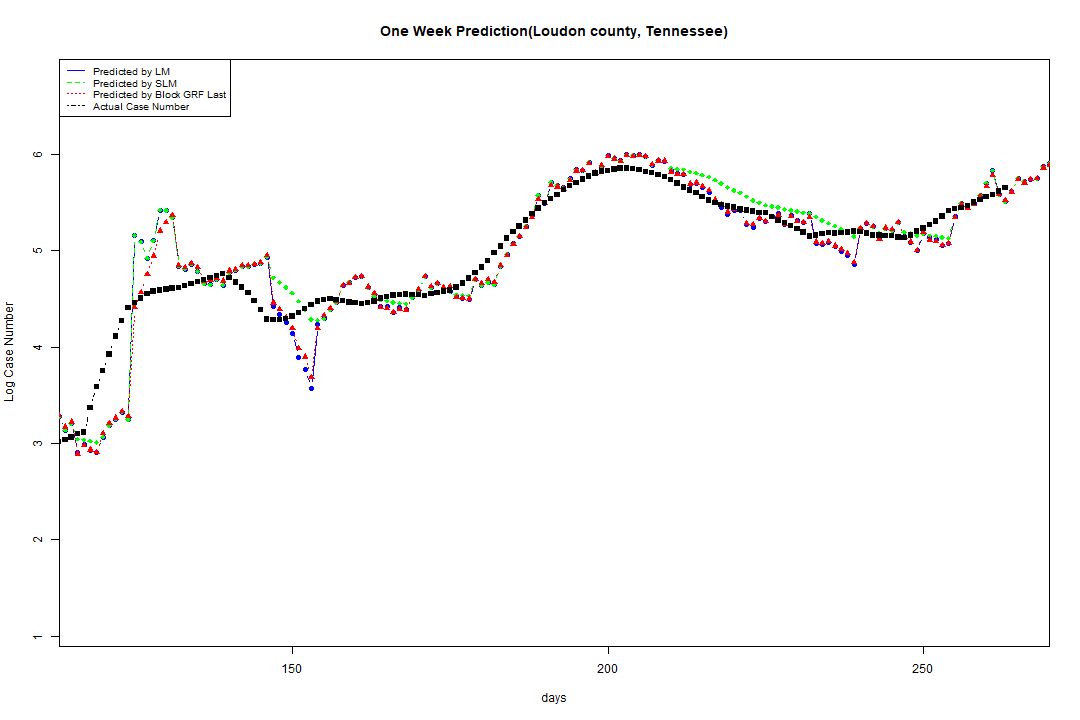 One Week Prediction(Loudon county, Tennessee)
Predicted by LM
Predicted by SLM
Predicted by Block GRF Last
Actual Case Number
Log Case Number
6
5
4
3
2
1
150
200
250
days